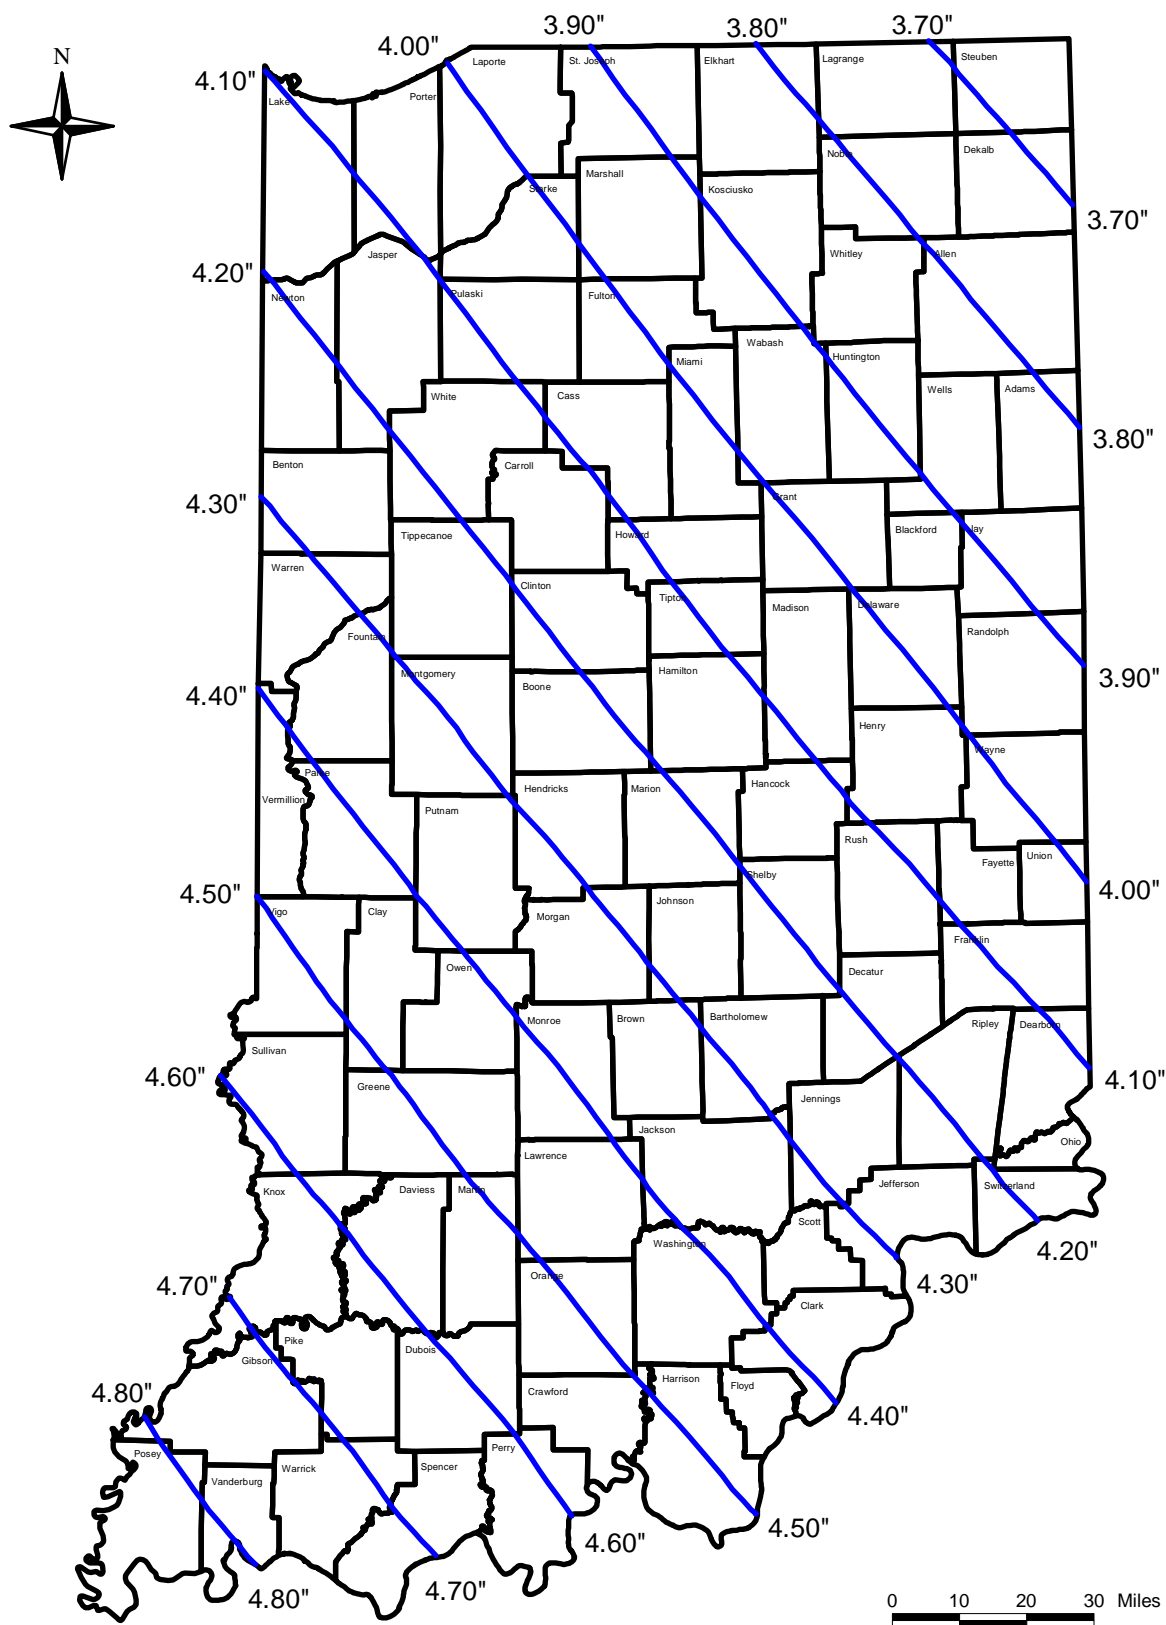 3.90"
3.80"
3.70"
4.00"
N
4.10"
Laporte
St. Joseph
Elkhart
Lagrange
Steuben
Lake
Porter
Noble
Dekalb
Starke
Marshall
Kosciusko
3.70"
Jasper
Whitley
Allen
4.20"
Newton
Pulaski
Fulton
Miami
Wabash
Huntington
White
Cass
Wells
Adams
3.80"
Benton
Carroll
4.30"
Grant
Tippecanoe
Howard
Blackford
Jay
Warren
Clinton
Tipton
Madison
Delaware
Fountain
Randolph
Montgomery
Boone
Hamilton
3.90"
4.40"
Henry
Wayne
Parke
Vermillion
Putnam
Hendricks
Marion
Hancock
Rush
Fayette
Union
4.50"
Vigo
Clay
Morgan
Johnson
Shelby
4.00"
Owen
Franklin
Decatur
Monroe
Brown
Bartholomew
Ripley
Dearborn
Sullivan
4.60"
Greene
Jennings
4.10"
Jackson
Ohio
Lawrence
Knox
Daviess
Martin
Jefferson
Switzerland
Scott
Washington
4.20"
4.70"
Orange
4.30"
Clark
Pike
Gibson
Dubois
Harrison
Floyd
4.80"
Crawford
4.40"
Posey
Perry
Vanderburg
Warrick
Spencer
4.50"
4.60"
4.80"
4.70"
0 10 20 30 Miles